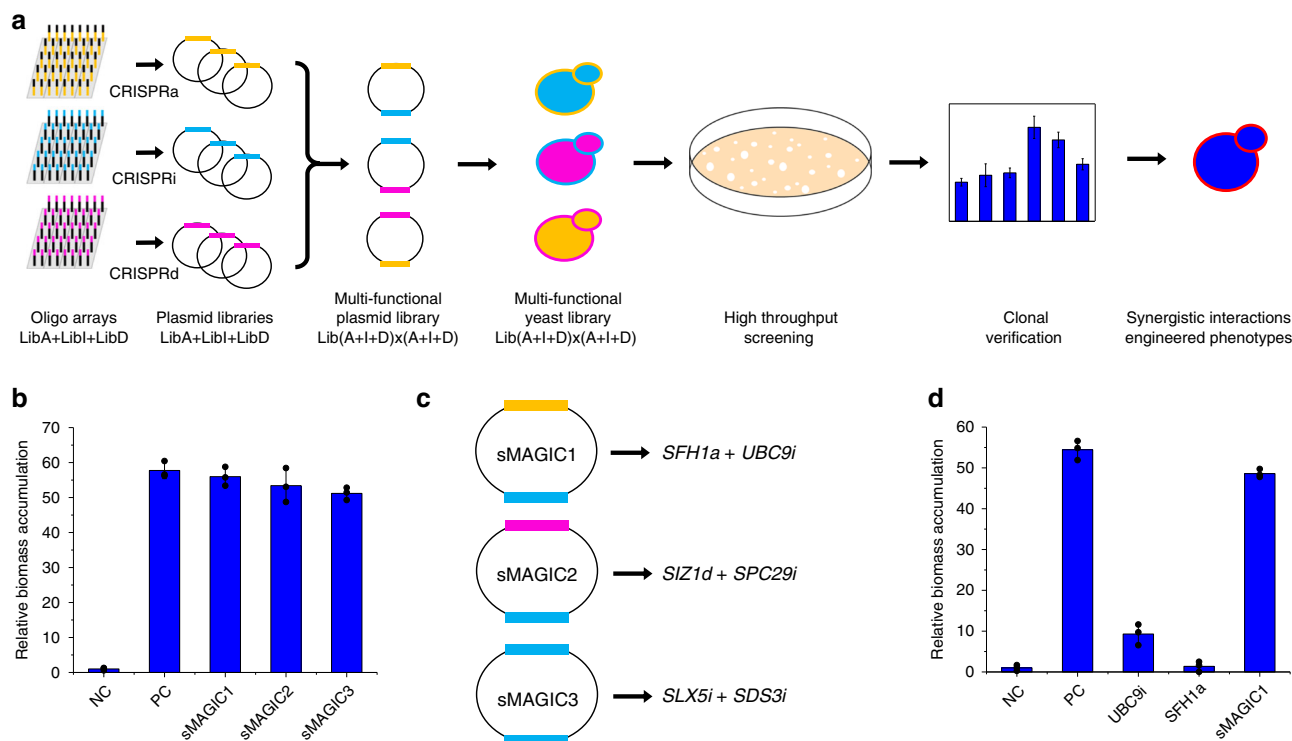 a
CRISPRa
CRISPRi
CRISPRd
Oligo arrays
LibA+LibI+LibD
Plasmid libraries
LibA+LibI+LibD
Multi-functional
plasmid library
Lib(A+I+D)x(A+I+D)
Multi-functional
yeast library
Lib(A+I+D)x(A+I+D)
High throughput
screening
Clonal
verification
Synergistic interactions
engineered phenotypes
b
Relative biomass accumulation
70
60
50
40
30
20
10
0
NC
PC
sMAGIC1
sMAGIC2
sMAGIC3
c
sMAGIC1
SFH1a + UBC9i
sMAGIC2
SIZ1d + SPC29i
sMAGIC3
SLX5i + SDS3i
d
Relative biomass accumulation
60
50
40
30
20
10
0
NC
PC
UBC9i
SFH1a
sMAGIC1